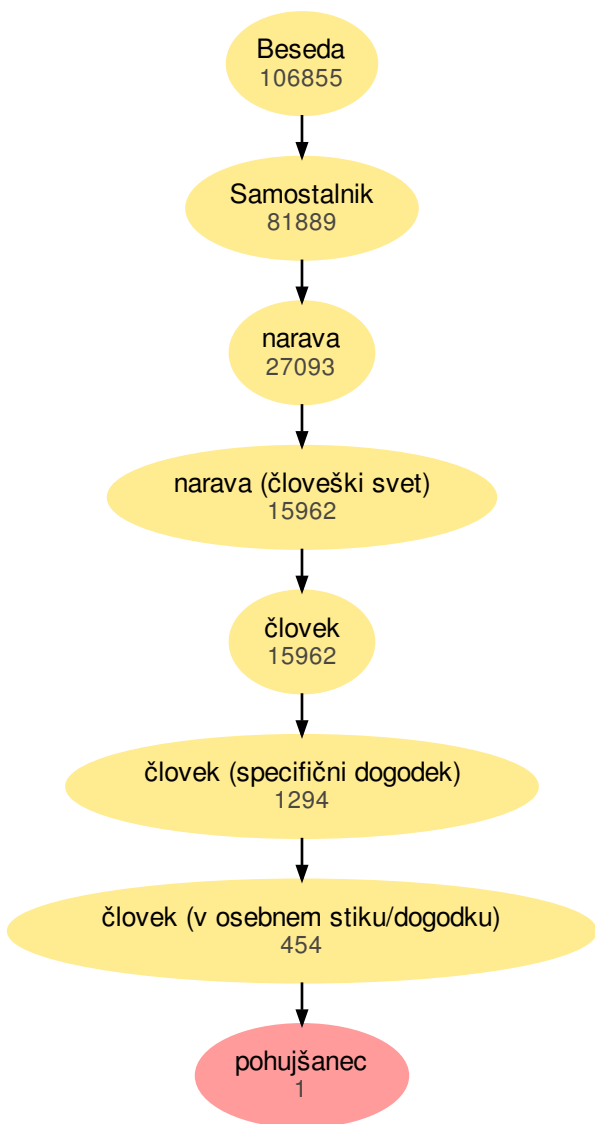 Beseda
106855
Samostalnik
81889
narava
27093
narava (človeški svet)
15962
človek
15962
človek (specifični dogodek)
1294
človek (v osebnem stiku/dogodku)
454
pohujšanec
1